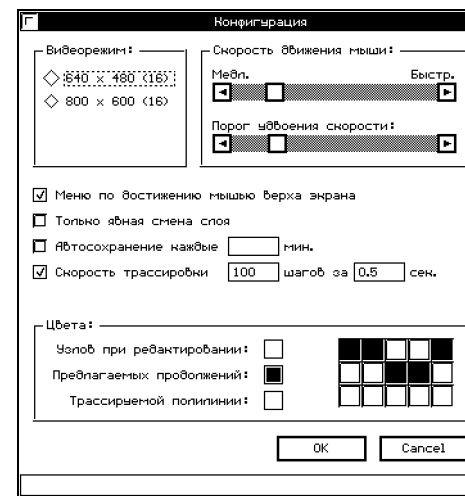 Конфигурация
Видеорежим:
640 x 480 (16)
800 x 600 (16)
Скорость движения мыши:
Медл. Быстр.
Порог удвоения скорости:
Меню по достижению мышью верха экрана
Только явная смена слоя
Автосохранение каждые мин.
Скорость трассировки 100 шагов за 0.5 сек.
Цвета:
Узлов при редактировании:
Предлагаемых продолжений:
Трассируемой полилинии:
OK Cancel